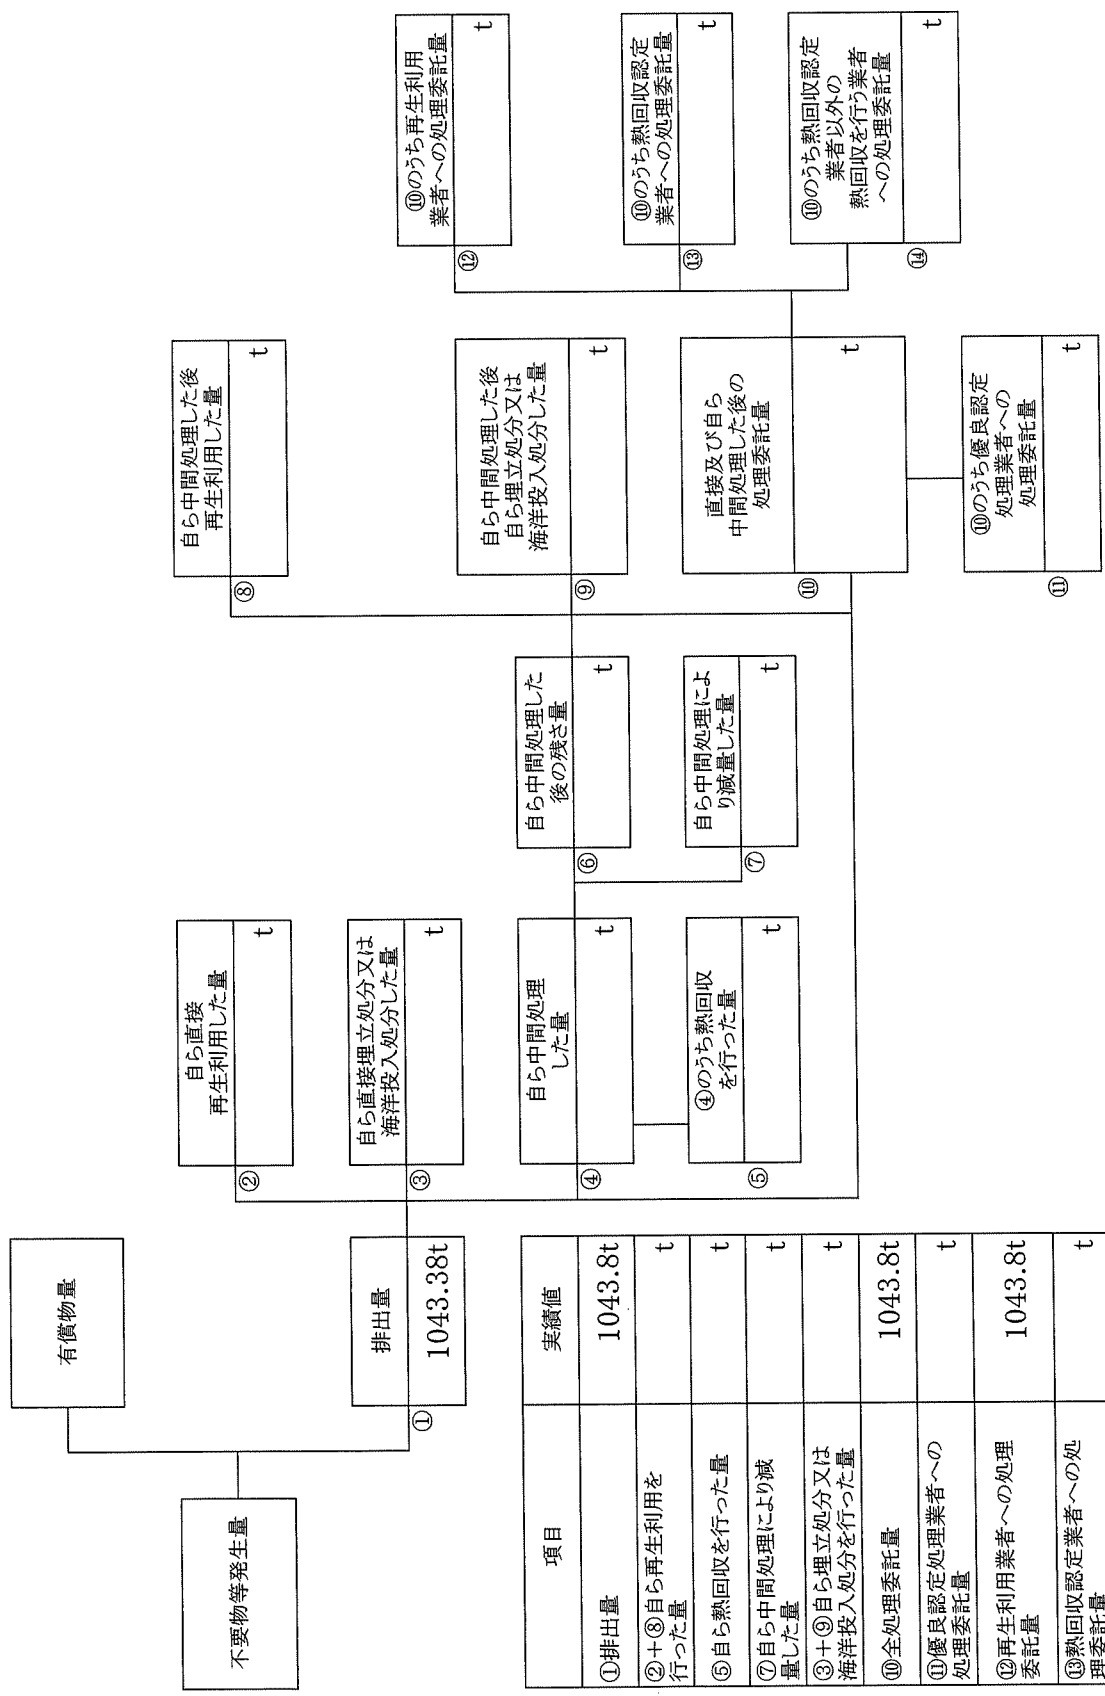 不要物等発生量
有償物量
排出量
①
1043.38t
自ら直接
再生利用した量
②
t
自ら直接埋立処分又は
海洋投入処分した量
③
t
自ら中間処理
した量
④
t
④のうち熱回収
を行った量
⑤
t
自ら中間処理した
後の残さ量
⑥
t
自ら中間処理によ
り減量した量
⑦
t
自ら中間処理した後
再生利用した量
⑧
t
自ら中間処理した後
自ら埋立処分又は
海洋投入処分した量
⑨
t
直接及び自ら
中間処理した後の
処理委託量
⑩
t
⑩のうち優良認定
処理業者への
処理委託量
⑪
t
⑩のうち再生利用
業者への処理委託量
⑫
t
⑩のうち熱回収認定
業者への処理委託量
⑬
t
⑩のうち熱回収認定
業者以外の
熱回収を行う業者
への処理委託量
⑭
t
項目 実績値
①排出量 1043.8t
②+⑧自ら再生利用を
行った量 t
⑤自ら熱回収を行った量 t
⑦自ら中間処理により減
量した量 t
③+⑨自ら埋立処分又は
海洋投入処分を行った量 t
⑩全処理委託量 1043.8t
⑪優良認定処理業者への
処理委託量 t
⑫再生利用業者への処理
委託量 1043.8t
⑬熱回収認定業者への処
理委託量 t